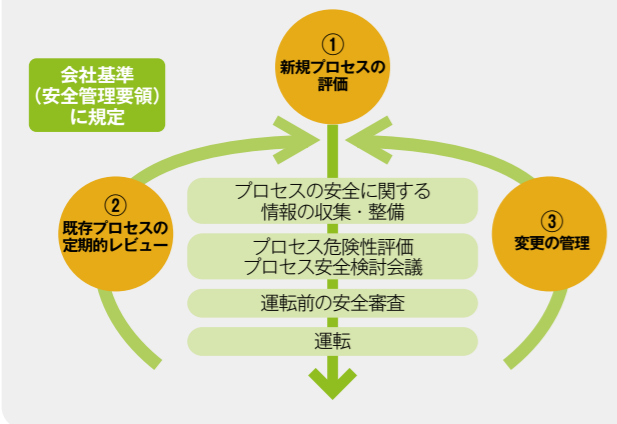 ①
新規プロセスの
評価
会社基準
（安全管理要領）
に規定
②
既存プロセスの
定期的レビュー
プロセスの安全に関する
情報の収集・整備
プロセス危険性評価
プロセス安全検討会議
運転前の安全審査
運転
③
変更の管理